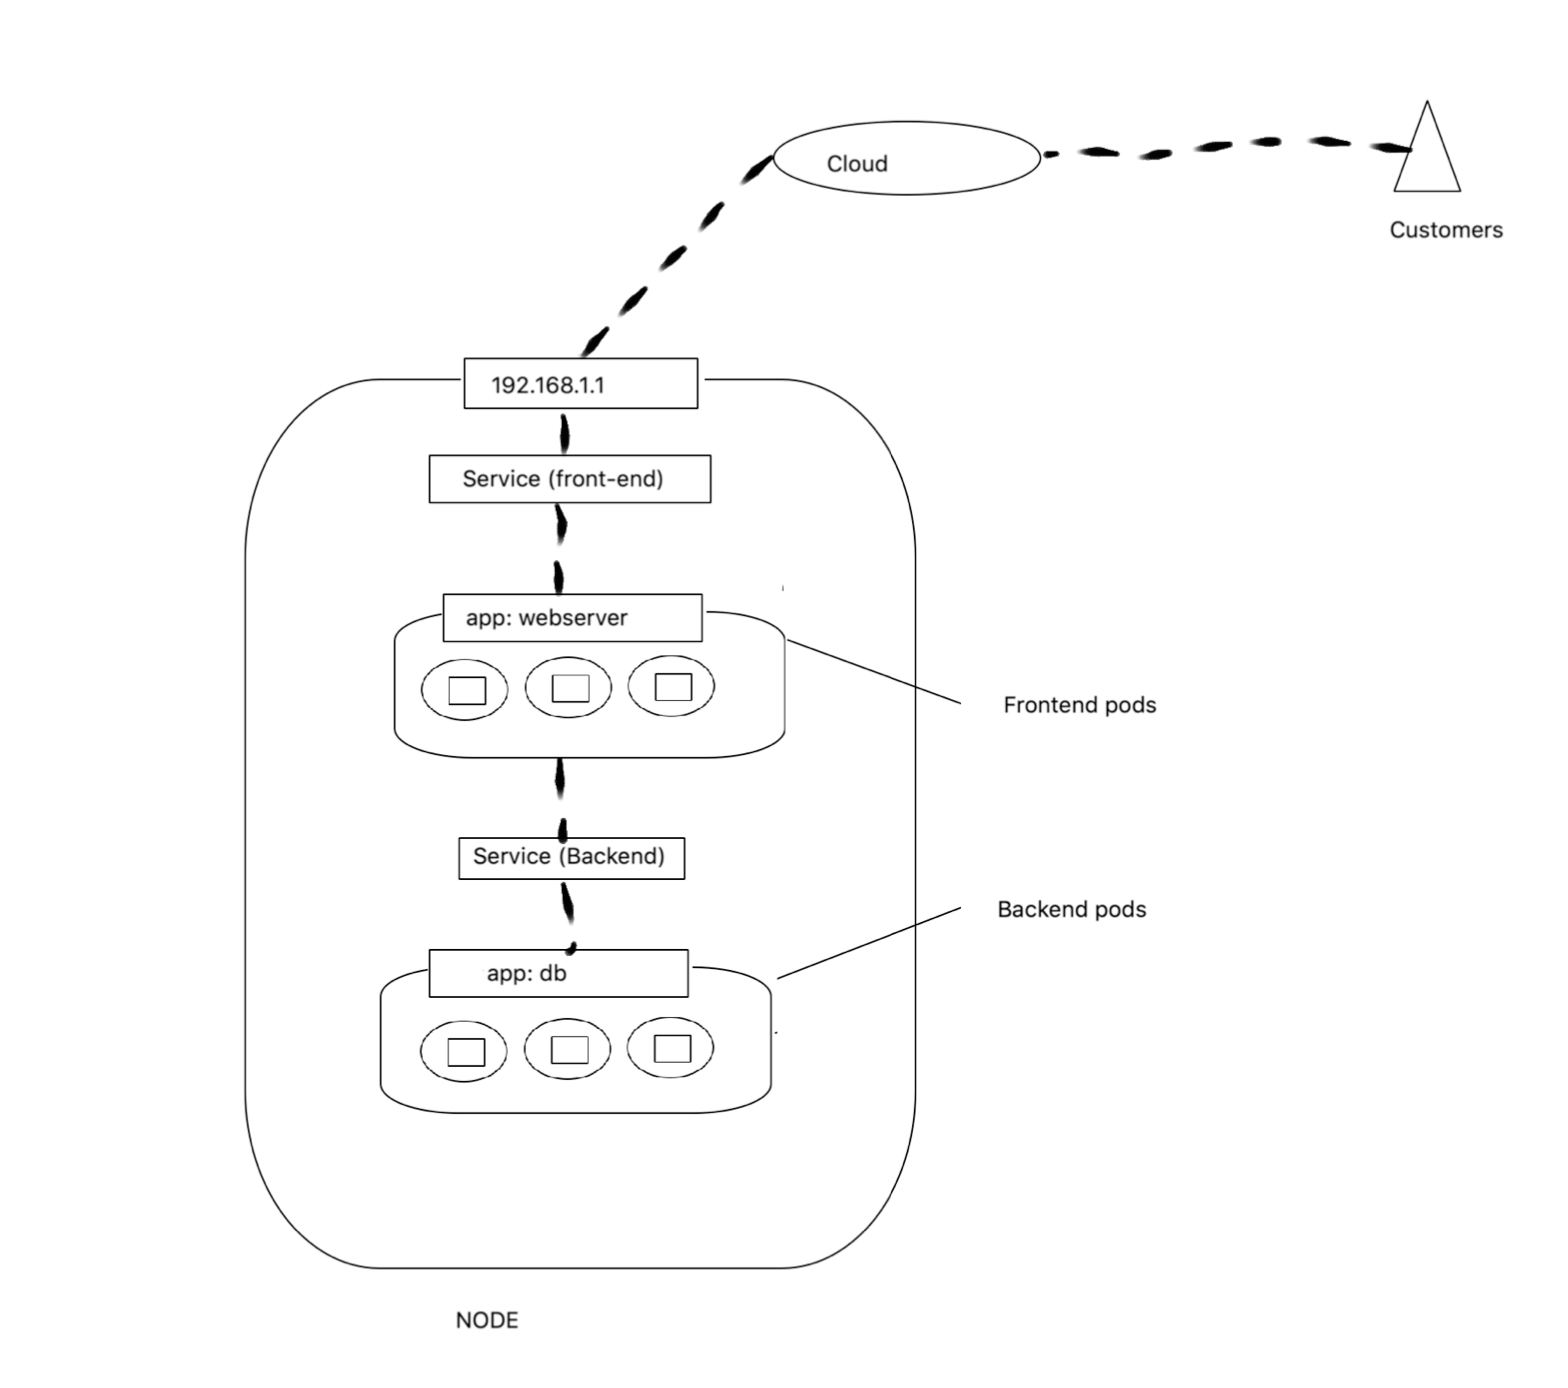 Cloud
Customers
192.168.1.1
Service (front-end)
app: webserver
Frontend pods
Service (Backend)
Backend pods
app: db
NODE